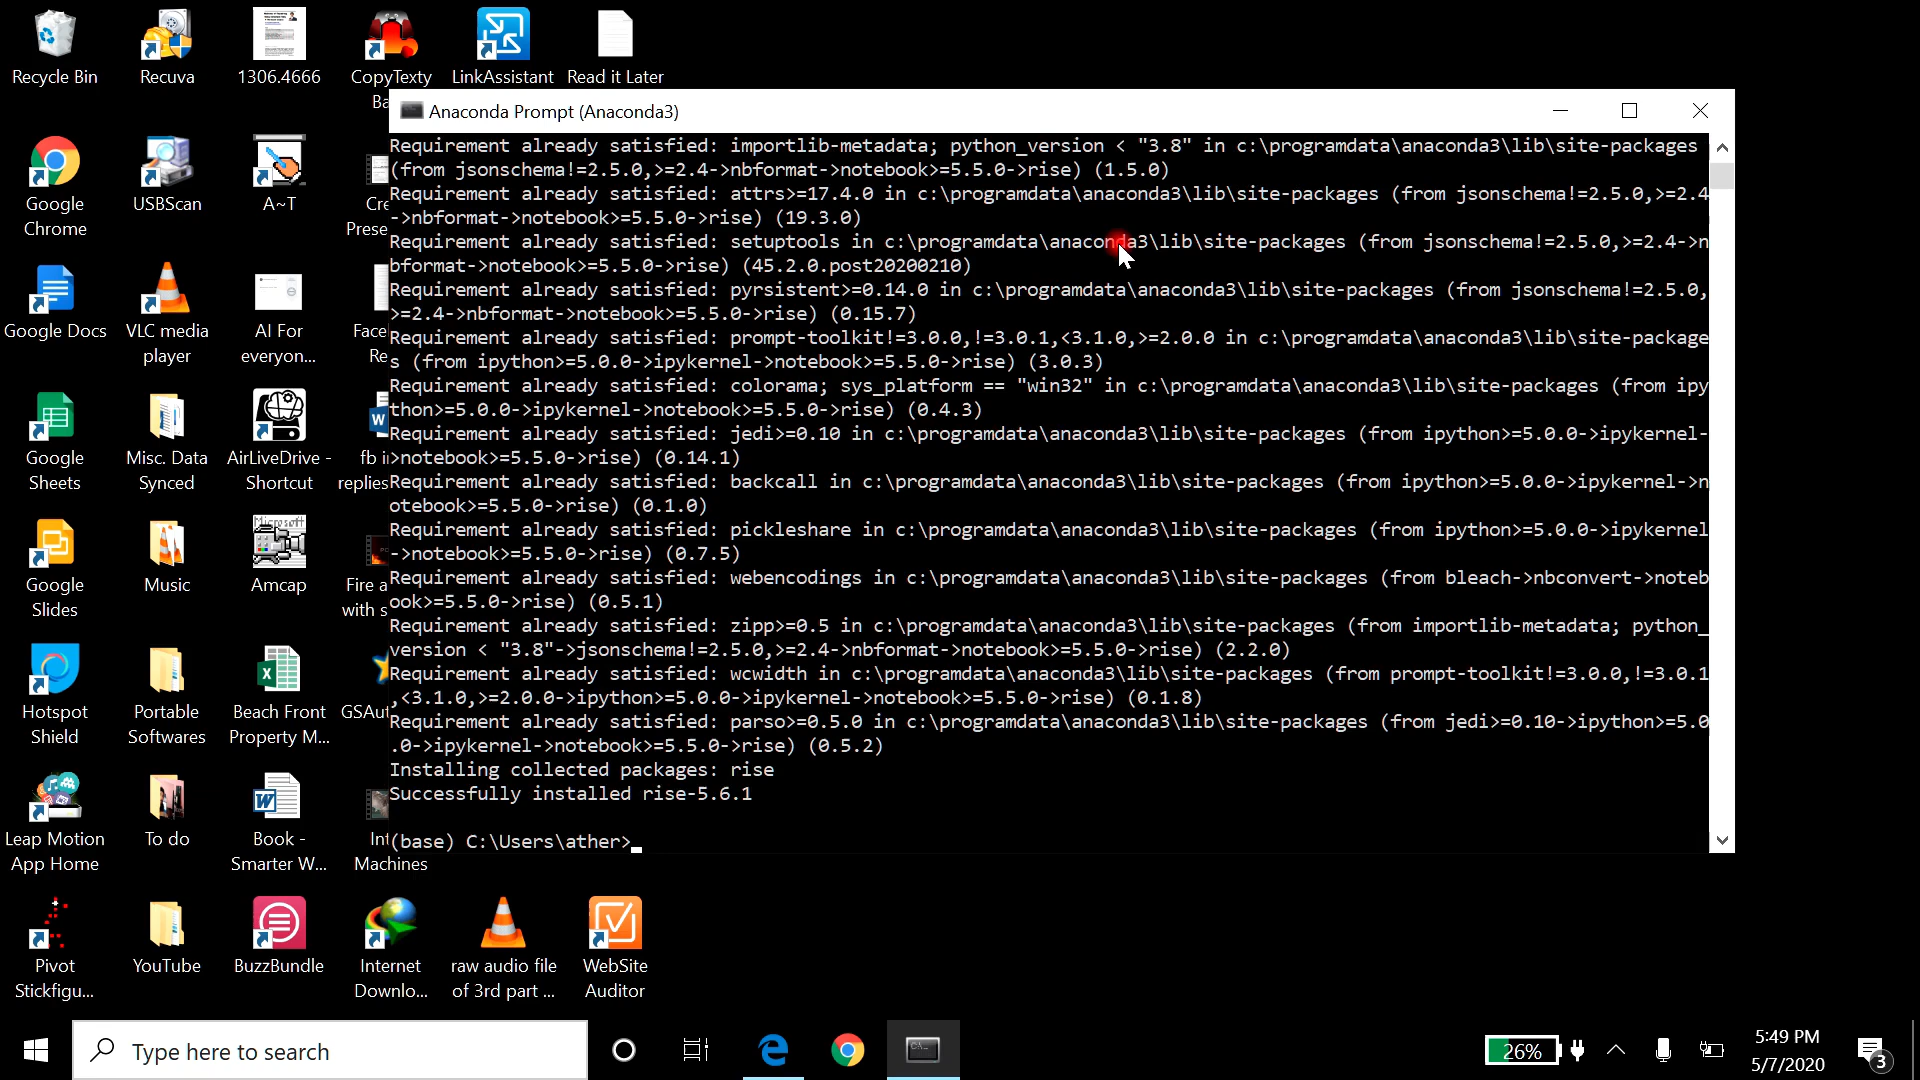 Recycle Bin
Recuva
1306.4666
CopyTexty
Ba
LinkAssistant
Read it Later
Anaconda Prompt (Anaconda3)
Requirement already satisfied: importlib-metadata; python_version < "3.8" in c:\programdata\anaconda3\lib\site-packages
(from jsonschema!=2.5.0,>=2.4->nbformat->notebook>=5.5.0->rise) (1.5.0)
Requirement already satisfied: attrs>=17.4.0 in c:\programdata\anaconda3\lib\site-packages (from jsonschema!=2.5.0,>=2.4
->nbformat->notebook>=5.5.0->rise) (19.3.0)
Requirement already satisfied: setuptools in c:\programdata\anaconda3\lib\site-packages (from jsonschema!=2.5.0,>=2.4->n
bformat->notebook>=5.5.0->rise) (45.2.0.post20200210)
Requirement already satisfied: pyrsistent>=0.14.0 in c:\programdata\anaconda3\lib\site-packages (from jsonschema!=2.5.0,
>=2.4->nbformat->notebook>=5.5.0->rise) (0.15.7)
Requirement already satisfied: prompt-toolkit!=3.0.0,!=3.0.1,<3.1.0,>=2.0.0 in c:\programdata\anaconda3\lib\site-package
s (from ipython>=5.0.0->ipykernel->notebook>=5.5.0->rise) (3.0.3)
Requirement already satisfied: colorama; sys_platform == "win32" in c:\programdata\anaconda3\lib\site-packages (from ipy
thon>=5.0.0->ipykernel->notebook>=5.5.0->rise) (0.4.3)
Requirement already satisfied: jedi>=0.10 in c:\programdata\anaconda3\lib\site-packages (from ipython>=5.0.0->ipykernel-
>notebook>=5.5.0->rise) (0.14.1)
Requirement already satisfied: backcall in c:\programdata\anaconda3\lib\site-packages (from ipython>=5.0.0->ipykernel->n
otebook>=5.5.0->rise) (0.1.0)
Requirement already satisfied: pickleshare in c:\programdata\anaconda3\lib\site-packages (from ipython>=5.0.0->ipykernel
->notebook>=5.5.0->rise) (0.7.5)
Requirement already satisfied: webencodings in c:\programdata\anaconda3\lib\site-packages (from bleach->nbconvert->noteb
ook>=5.5.0->rise) (0.5.1)
Requirement already satisfied: zipp>=0.5 in c:\programdata\anaconda3\lib\site-packages (from importlib-metadata; python_
version < "3.8"->jsonschema!=2.5.0,>=2.4->nbformat->notebook>=5.5.0->rise) (2.2.0)
Requirement already satisfied: wcwidth in c:\programdata\anaconda3\lib\site-packages (from prompt-toolkit!=3.0.0,!=3.0.1
,<3.1.0,>=2.0.0->ipython>=5.0.0->ipykernel->notebook>=5.5.0->rise) (0.1.8)
Requirement already satisfied: parso>=0.5.0 in c:\programdata\anaconda3\lib\site-packages (from jedi>=0.10->ipython>=5.0
.0->ipykernel->notebook>=5.5.0->rise) (0.5.2)
Installing collected packages: rise
Successfully installed rise-5.6.1
(base) C:\Users\ather>
Google
Chrome
USBScan
A~T
Cre
Prese
Google Docs
VLC media
player
AI For
everyon...
Face
Re
Google
Sheets
Misc. Data
Synced
AirLiveDrive -
Shortcut
fb i
replies
Google
Slides
Music
Microsoft
Amcap
Fire a
with s
Hotspot
Shield
Portable
Softwares
Beach Front
Property M...
GSAut
Leap Motion
App Home
To do
Book -
Smarter W...
Int
Machines
Pivot
Stickfigu...
YouTube
BuzzBundle
Internet
Downlo...
raw audio file
of 3rd part ...
WebSite
Auditor
Type here to search
26%
5:49 PM
5/7/2020
3